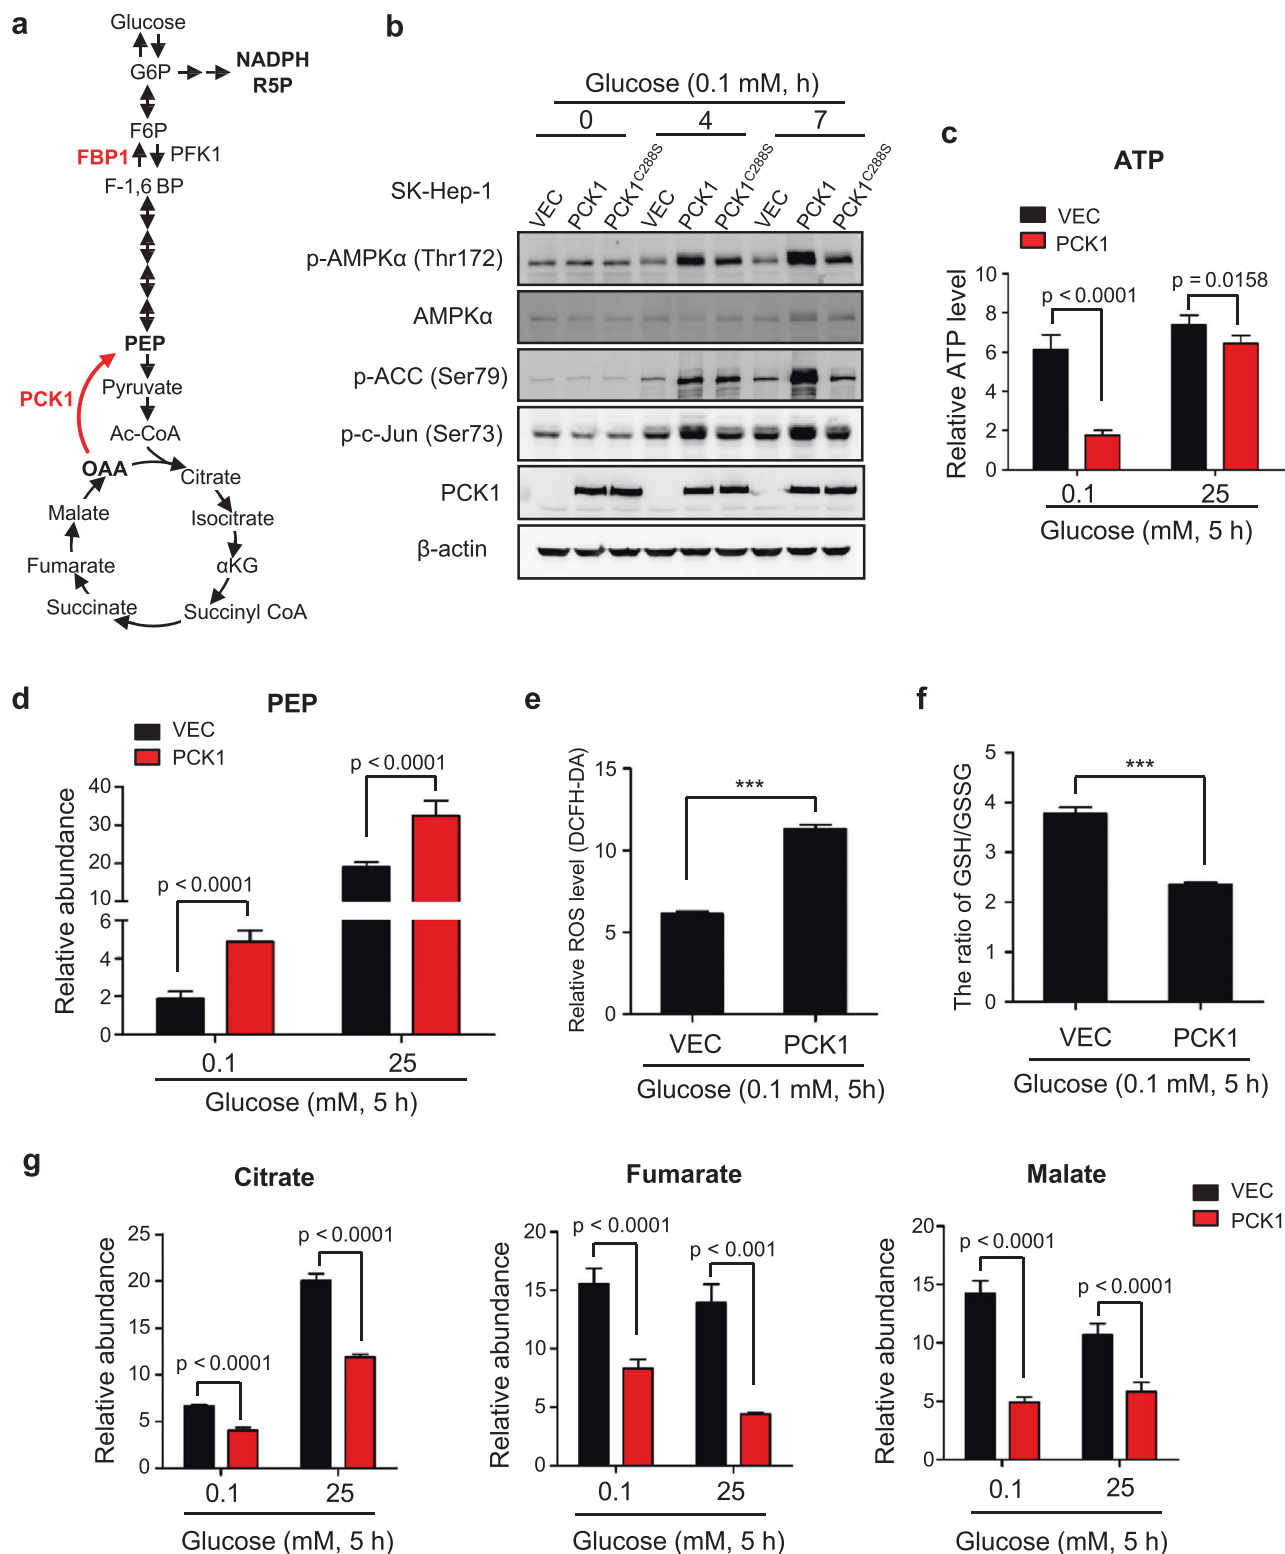 a
Glucose
G6P
NADPH
R5P
F6P
FBP1
PFK1
F-1,6 BP
PEP
PCK1
Pyruvate
Ac-CoA
OAA
Citrate
Malate
Isocitrate
Fumarate
αKG
Succinate
Succinyl CoA
b
Glucose (0.1 mM, h)
0 4 7
SK-Hep-1
VEC PCK1 PCK1C288S VEC PCK1 PCK1C288S VEC PCK1 PCK1C288S
p-AMPKα (Thr172)
AMPKα
p-ACC (Ser79)
p-c-Jun (Ser73)
PCK1
β-actin
c
ATP
VEC
PCK1
Relative ATP level
10
8
6
4
2
0
p < 0.0001
p = 0.0158
0.1 25
Glucose (mM, 5 h)
d
PEP
VEC
PCK1
Relative abundance
40
30
20
10
6
4
2
0
p < 0.0001
p < 0.0001
0.1 25
Glucose (mM, 5 h)
e
Relative ROS level (DCFH-DA)
15
10
5
0
***
VEC PCK1
Glucose (0.1 mM, 5h)
f
The ratio of GSH/GSSG
5
4
3
2
1
0
***
VEC PCK1
Glucose (0.1 mM, 5h)
g
Citrate
Relative abundance
25
20
15
10
5
0
p < 0.0001
p < 0.0001
0.1 25
Glucose (mM, 5 h)
Fumarate
Relative abundance
20
15
10
5
0
p < 0.0001
p < 0.001
0.1 25
Glucose (mM, 5 h)
Malate
VEC
PCK1
Relative abundance
20
15
10
5
0
p < 0.0001
p < 0.0001
0.1 25
Glucose (mM, 5 h)